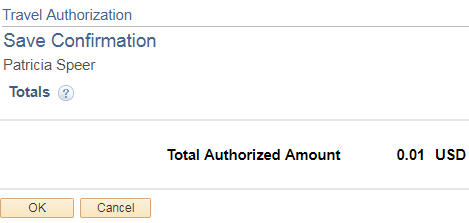 Travel Authorization
Save Confirmation
Patricia Speer
Totals ?
Total Authorized Amount 0.01 USD
OK Cancel